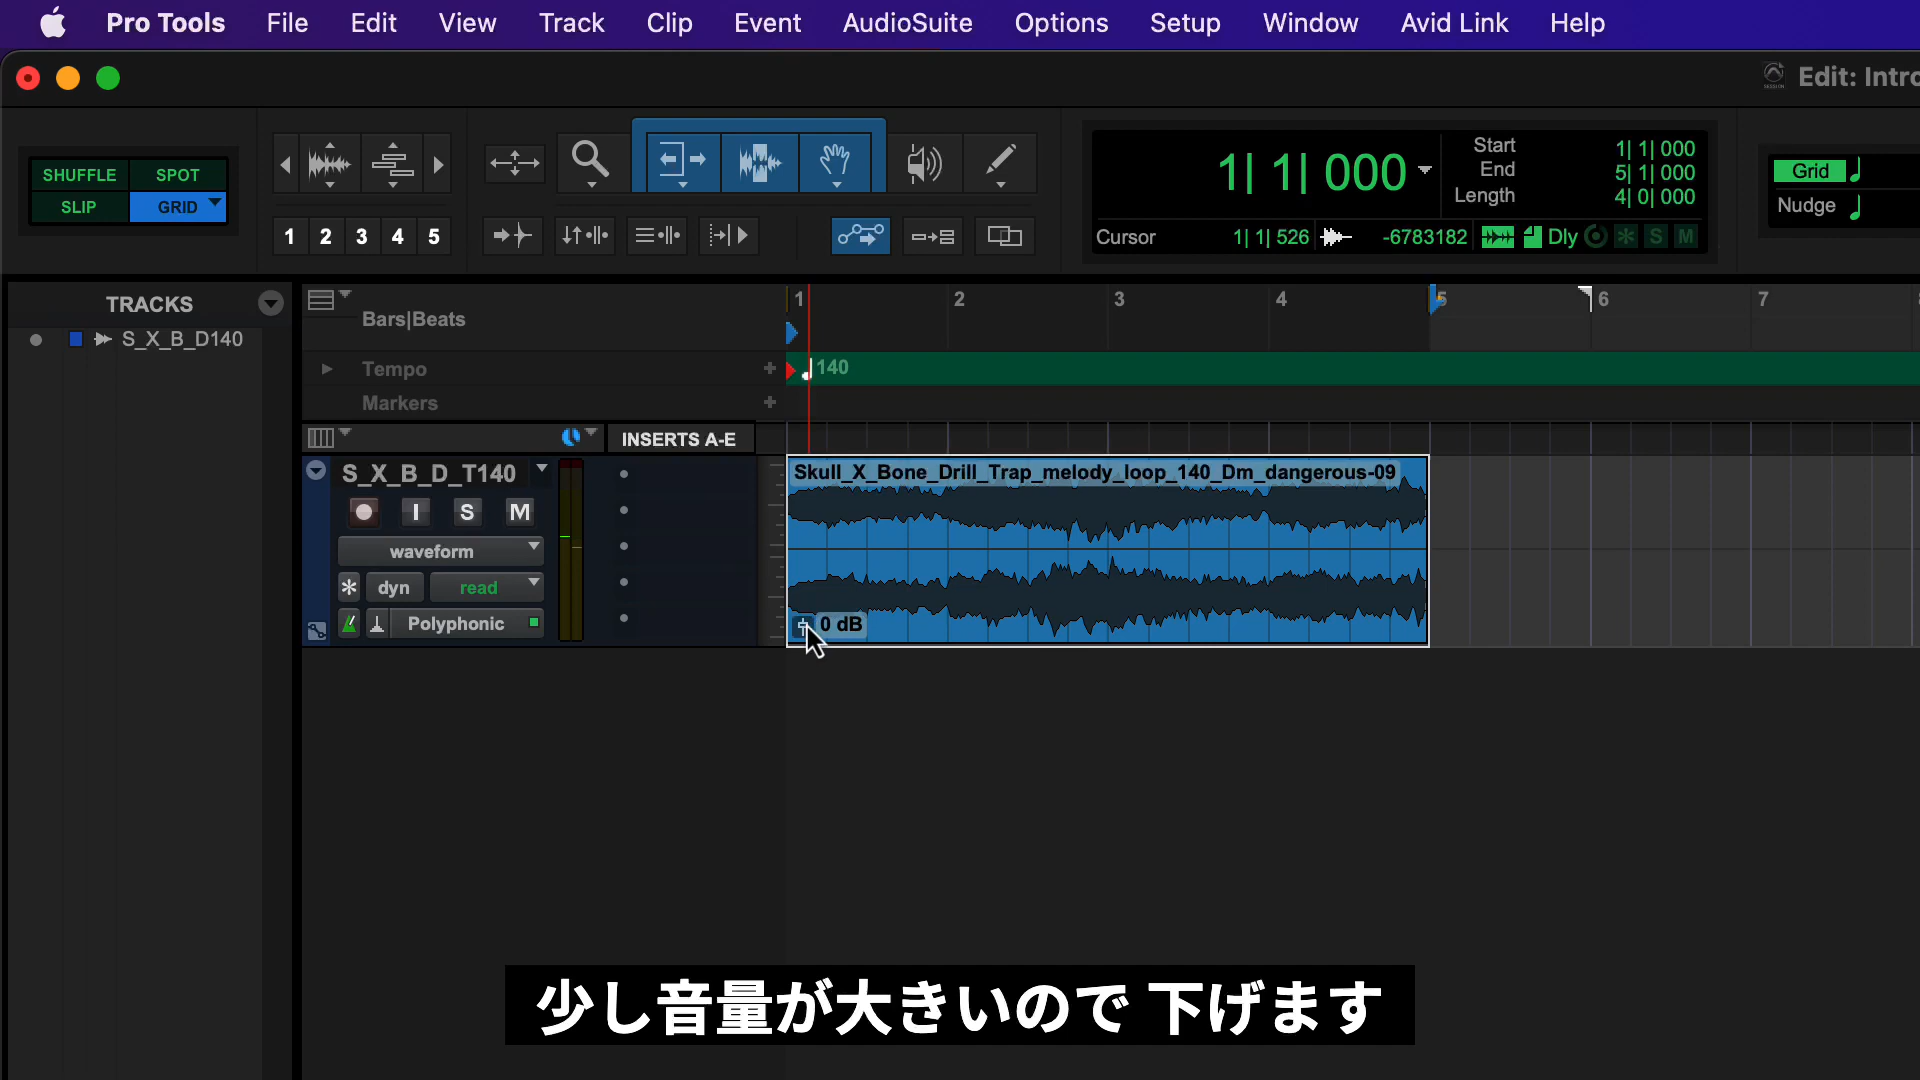 Pro Tools File Edit View Track Clip Event AudioSuite Options Setup Window Avid Link Help
Edit: Intro
SHUFFLE SPOT
SLIP GRID
1 2 3 4 5
1| 1| 000
Start 1| 1| 000
End 5| 1| 000
Length 4| 0| 000
Cursor 1| 1| 526 -6783182 Dly S M
Grid
Nudge
TRACKS
S_X_B_D140
Bars|Beats
1 2 3 4 5 6 7
Tempo
140
Markers
INSERTS A-E
S_X_B_D_T140
I S M
waveform
dyn read
Polyphonic
Skull_X_Bone_Drill_Trap_melody_loop_140_Dm_dangerous-09
0 dB
少し音量が大きいので 下げます